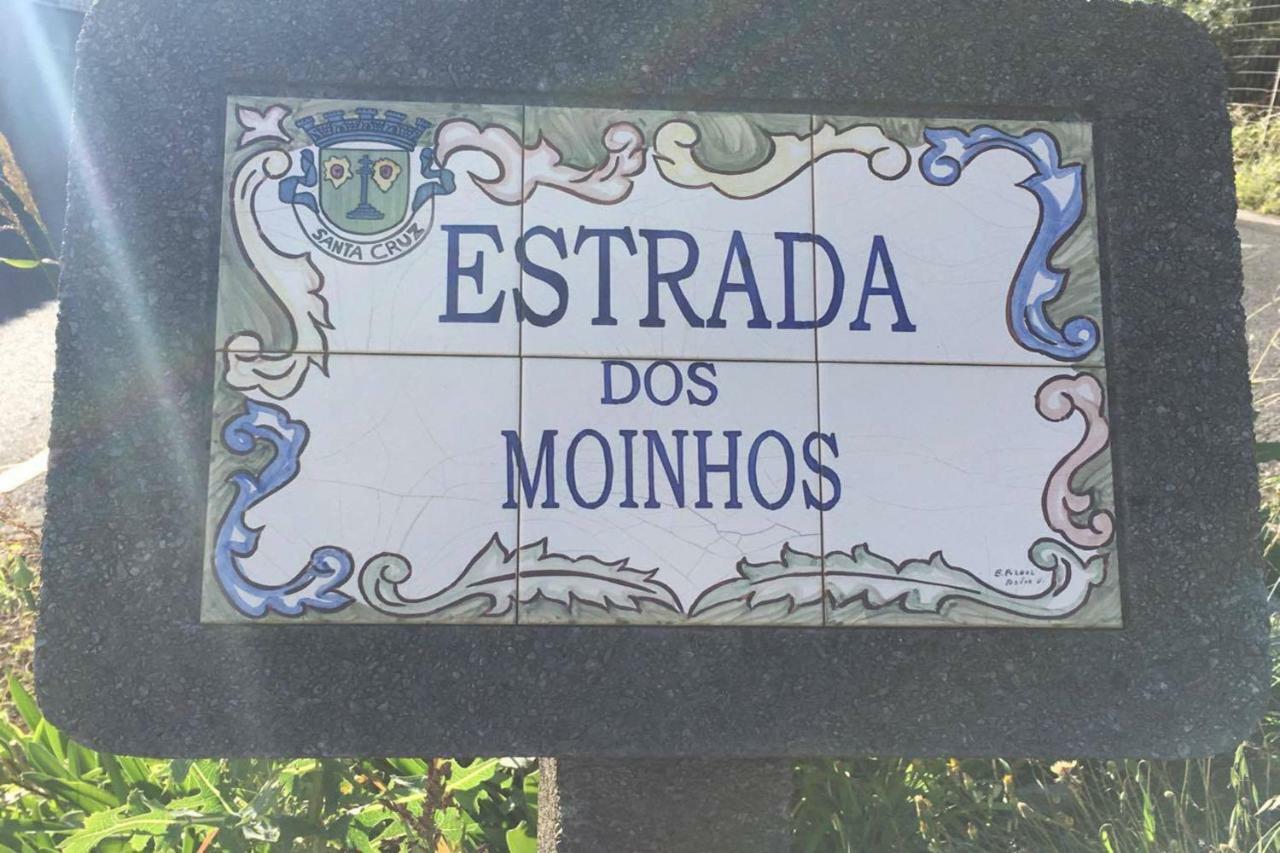 SANTA CRUZ
ESTRADA
DOS
MOINHOS